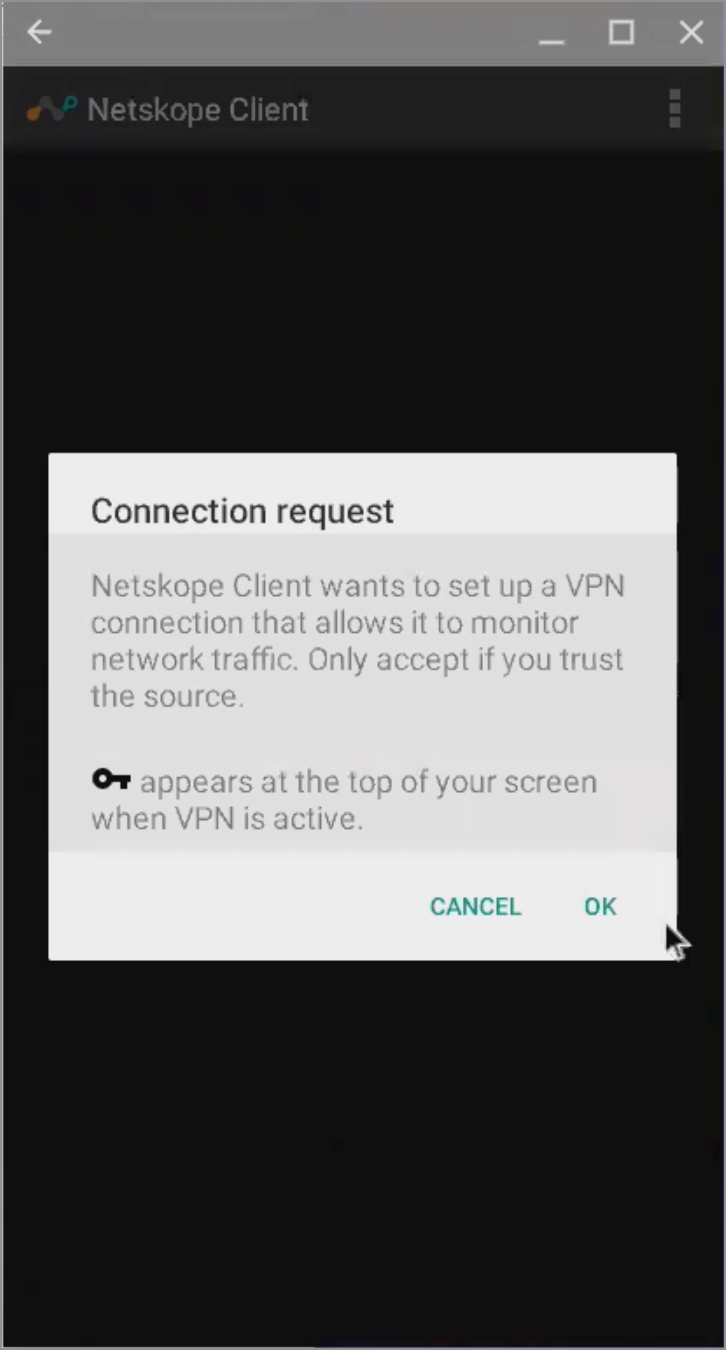 Netskope Client
Connection request
Netskope Client wants to set up a VPN
connection that allows it to monitor
network traffic. Only accept if you trust
the source.
appears at the top of your screen
when VPN is active.
CANCEL OK